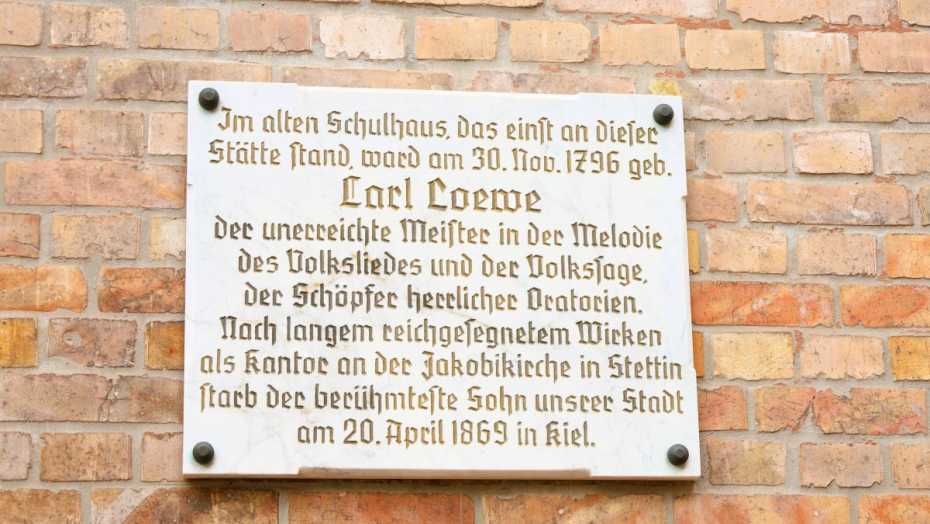 Im alten Schulhaus, das einst an dieser
Stätte stand, ward am 30. Nov. 1796 geb.
Carl Loewe
der unerreichte Meister in der Melodie
des Volksliedes und der Volkssage,
der Schöpfer herrlicher Oratorien.
Nach langem reichgesegnetem Wirken
als Kantor an der Jakobikirche in Stettin
starb der berühmteste Sohn unsrer Stadt
am 20. April 1869 in Kiel.